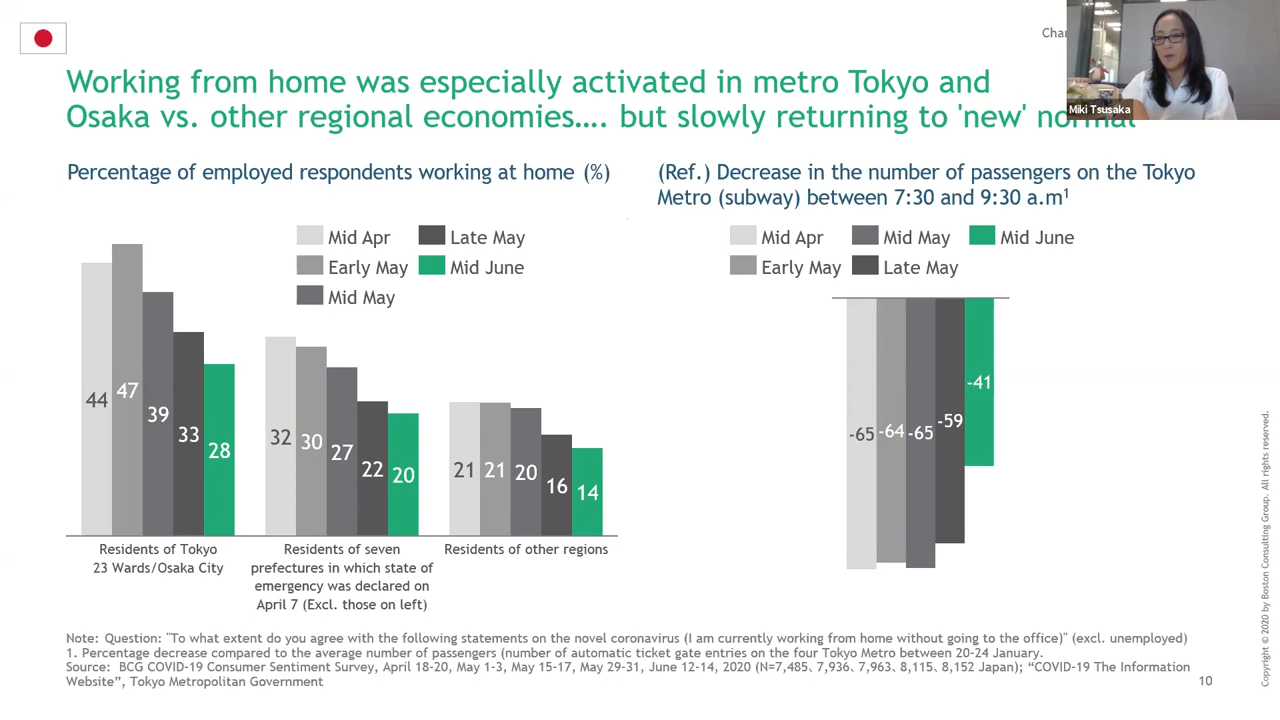 Working from home was especially activated in metro Tokyo and
Osaka vs. other regional economies…. but slowly returning to 'new' normal
Miki Tsusaka
Percentage of employed respondents working at home (%)
Mid Apr
Late May
Early May
Mid June
Mid May
44
47
39
33
28
32
30
27
22
20
21
21
20
16
14
Residents of Tokyo
23 Wards/Osaka City
Residents of seven
prefectures in which state of
emergency was declared on
April 7 (Excl. those on left)
Residents of other regions
(Ref.) Decrease in the number of passengers on the Tokyo
Metro (subway) between 7:30 and 9:30 a.m¹
Mid Apr
Mid May
Mid June
Early May
Late May
-65
-64
-65
-59
-41
Note: Question: "To what extent do you agree with the following statements on the novel coronavirus (I am currently working from home without going to the office)" (excl. unemployed)
1. Percentage decrease compared to the average number of passengers (number of automatic ticket gate entries on the four Tokyo Metro between 20-24 January.
Source: BCG COVID-19 Consumer Sentiment Survey, April 18-20, May 1-3, May 15-17, May 29-31, June 12-14, 2020 (N=7,485、7,936、7,963、8,115、8,152 Japan); “COVID-19 The Information
Website”, Tokyo Metropolitan Government
10
Copyright © 2020 by Boston Consulting Group. All rights reserved.